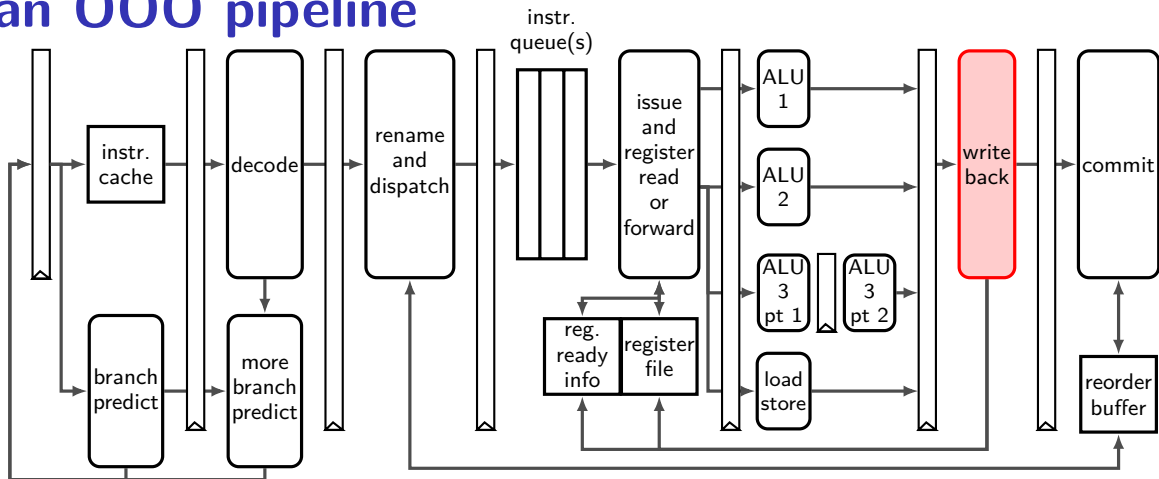 an OOO pipeline
instr.
queue(s)
instr.
cache
decode
rename
and
dispatch
issue
and
register
read
or
forward
ALU
1
ALU
2
ALU
3
pt 1
ALU
3
pt 2
load
store
write
back
commit
branch
predict
more
branch
predict
reg.
ready
info
register
file
reorder
buffer